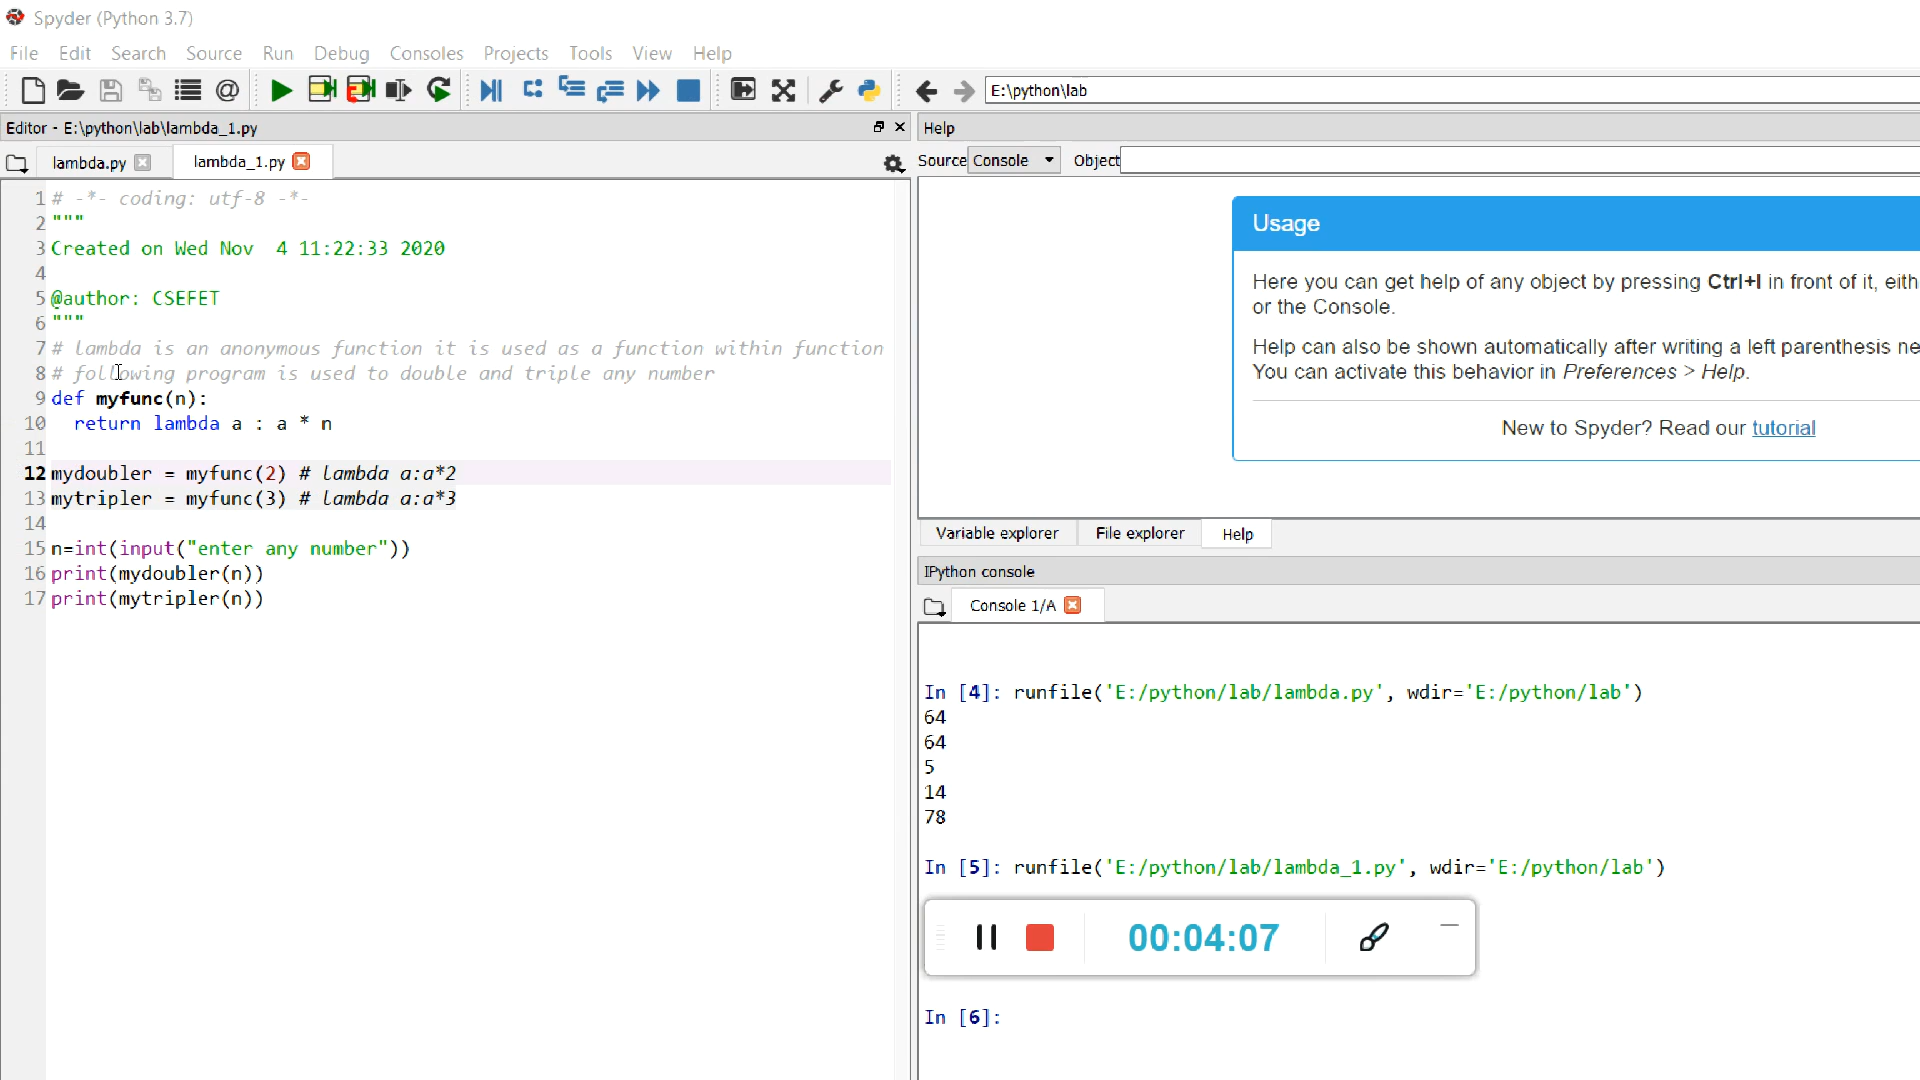 Spyder (Python 3.7)
File Edit Search Source Run Debug Consoles Projects Tools View Help
E:\python\lab
Editor - E:\python\lab\lambda_1.py
lambda.py lambda_1.py
1 # -*- coding: utf-8 -*-
2 """
3 Created on Wed Nov  4 11:22:33 2020
4
5 @author: CSEFET
6 """
7 # lambda is an anonymous function it is used as a function within function
8 # following program is used to double and triple any number
9 def myfunc(n):
10   return lambda a : a * n
11
12 mydoubler = myfunc(2) # lambda a:a*2
13 mytripler = myfunc(3) # lambda a:a*3
14
15 n=int(input("enter any number"))
16 print(mydoubler(n))
17 print(mytripler(n))
Help
Source Console Object
Usage
Here you can get help of any object by pressing Ctrl+I in front of it, eith
or the Console.
Help can also be shown automatically after writing a left parenthesis ne
You can activate this behavior in Preferences > Help.
New to Spyder? Read our tutorial
Variable explorer File explorer Help
IPython console
Console 1/A
In [4]: runfile('E:/python/lab/lambda.py', wdir='E:/python/lab')
64
64
5
14
78
In [5]: runfile('E:/python/lab/lambda_1.py', wdir='E:/python/lab')
00:04:07
In [6]: